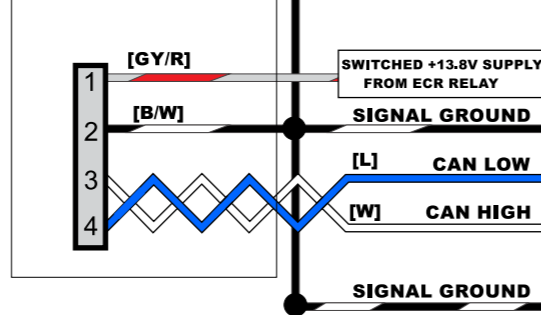 [GY/R]
1
SWITCHED +13.8V SUPPLY
FROM ECR RELAY
[B/W]
2
SIGNAL GROUND
3
[L]
CAN LOW
4
[W]
CAN HIGH
SIGNAL GROUND